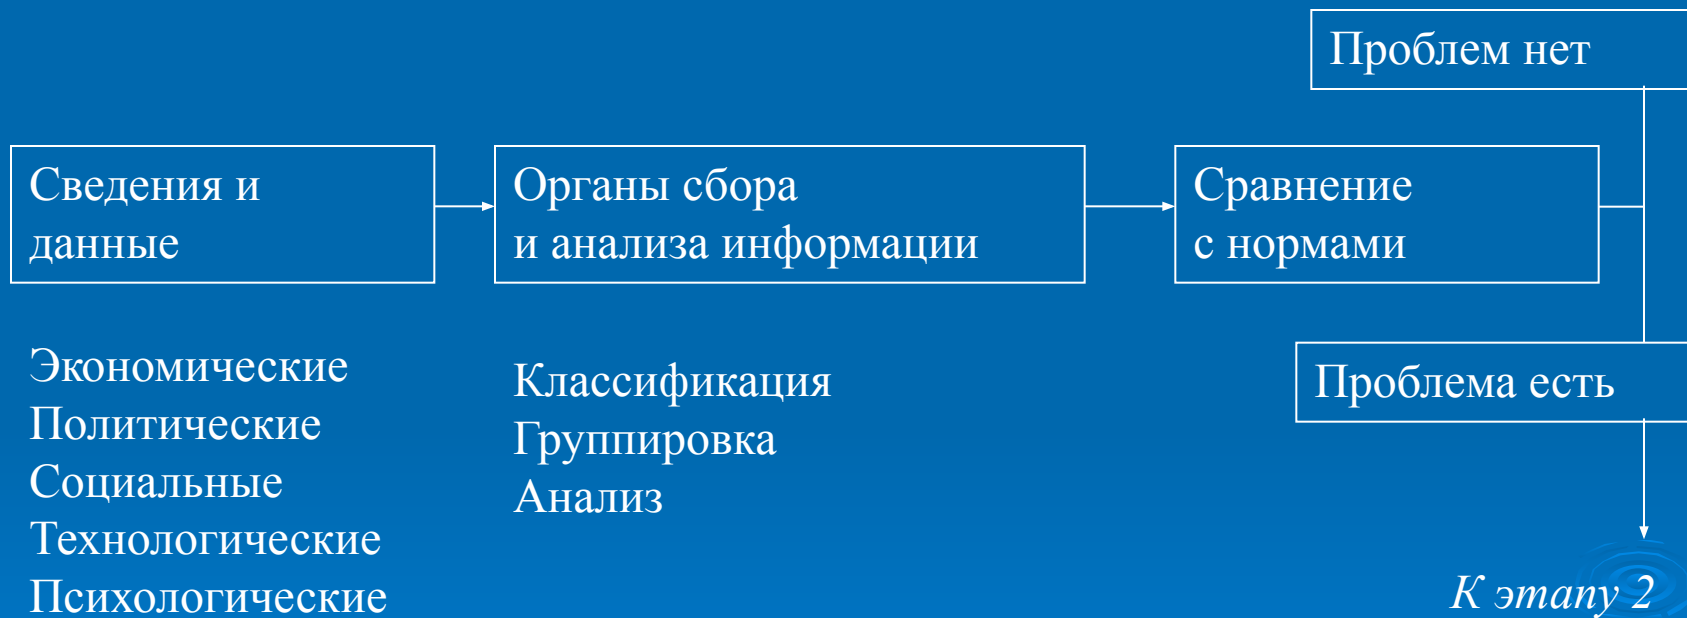 Проблем нет
Сведения и
данные
Органы сбора
и анализа информации
Сравнение
с нормами
Экономические
Политические
Социальные
Технологические
Психологические
Классификация
Группировка
Анализ
Проблема есть
К этапу 2